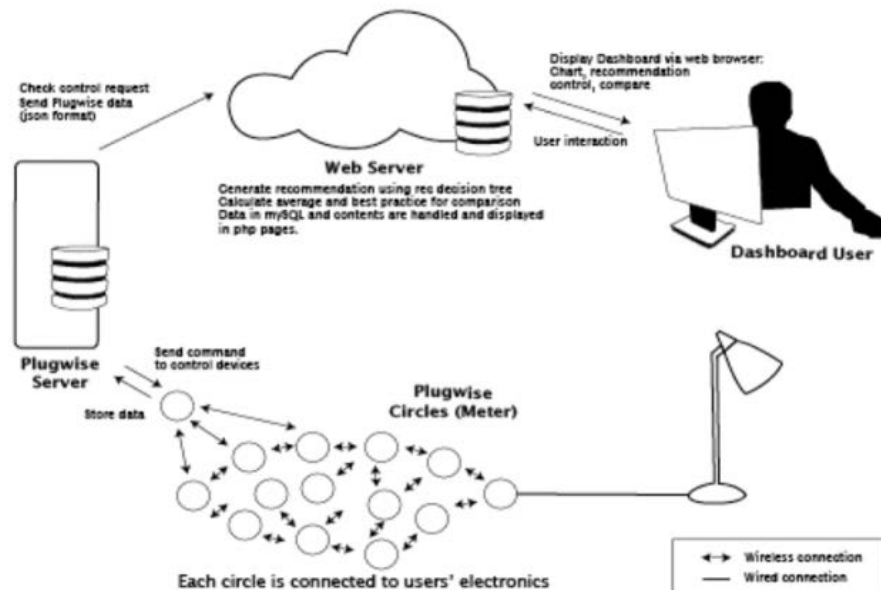 Check control request
Send Plugwise data
(json format)
Display Dashboard via web browser:
Chart, recommendation
control, compare
User interaction
Web Server
Generate recommendation using rec decision tree
Calculate average and best practice for comparison
Data in mySQL and contents are handled and displayed
in php pages.
Dashboard User
Plugwise
Server
Send command
to control devices
Store data
Plugwise
Circles (Meter)
Each circle is connected to users' electronics
Wireless connection
Wired connection